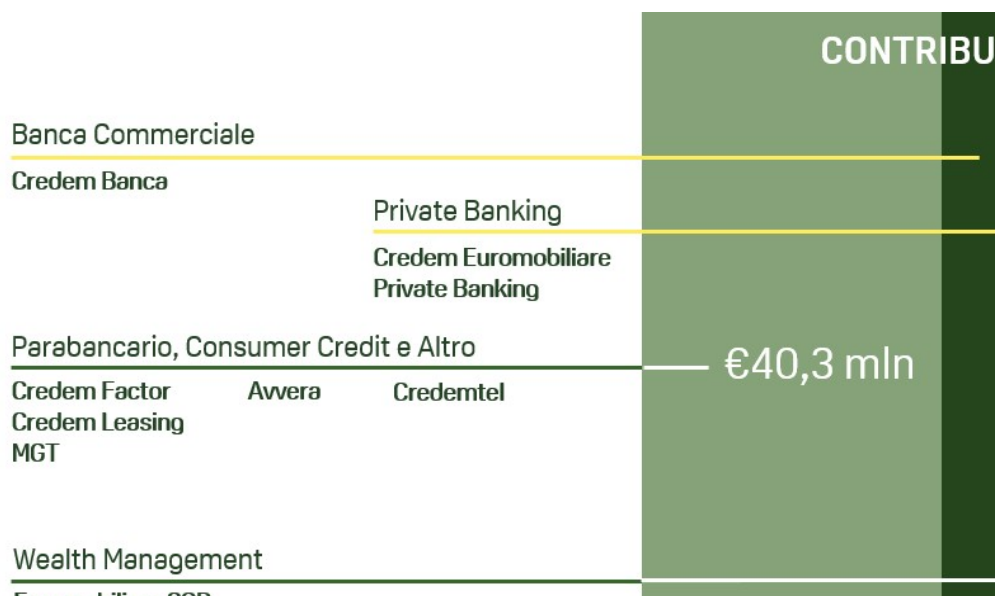 CONTRIBU
Banca Commerciale
Credem Banca
Private Banking
Credem Euromobiliare
Private Banking
Parabancario, Consumer Credit e Altro
€40,3 mln
Credem Factor Avvera Credemtel
Credem Leasing
MGT
Wealth Management